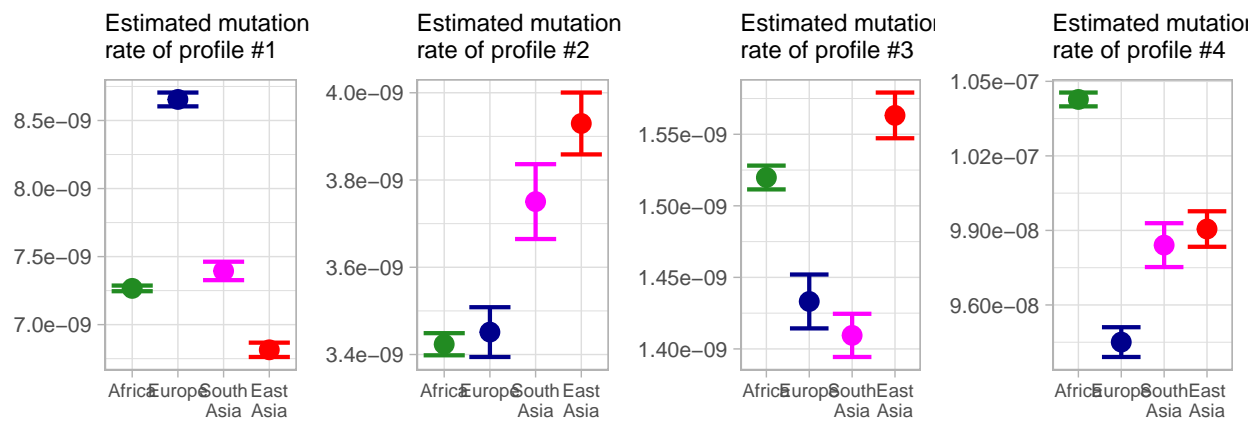 Estimated mutation
rate of profile #1
8.5e−09
8.0e−09
7.5e−09
7.0e−09
Africa Europe South Asia East Asia
Estimated mutation
rate of profile #2
4.0e−09
3.8e−09
3.6e−09
3.4e−09
Africa Europe South Asia East Asia
Estimated mutation
rate of profile #3
1.55e−09
1.50e−09
1.45e−09
1.40e−09
Africa Europe South Asia East Asia
Estimated mutation
rate of profile #4
1.05e−07
1.02e−07
9.90e−08
9.60e−08
Africa Europe South Asia East Asia